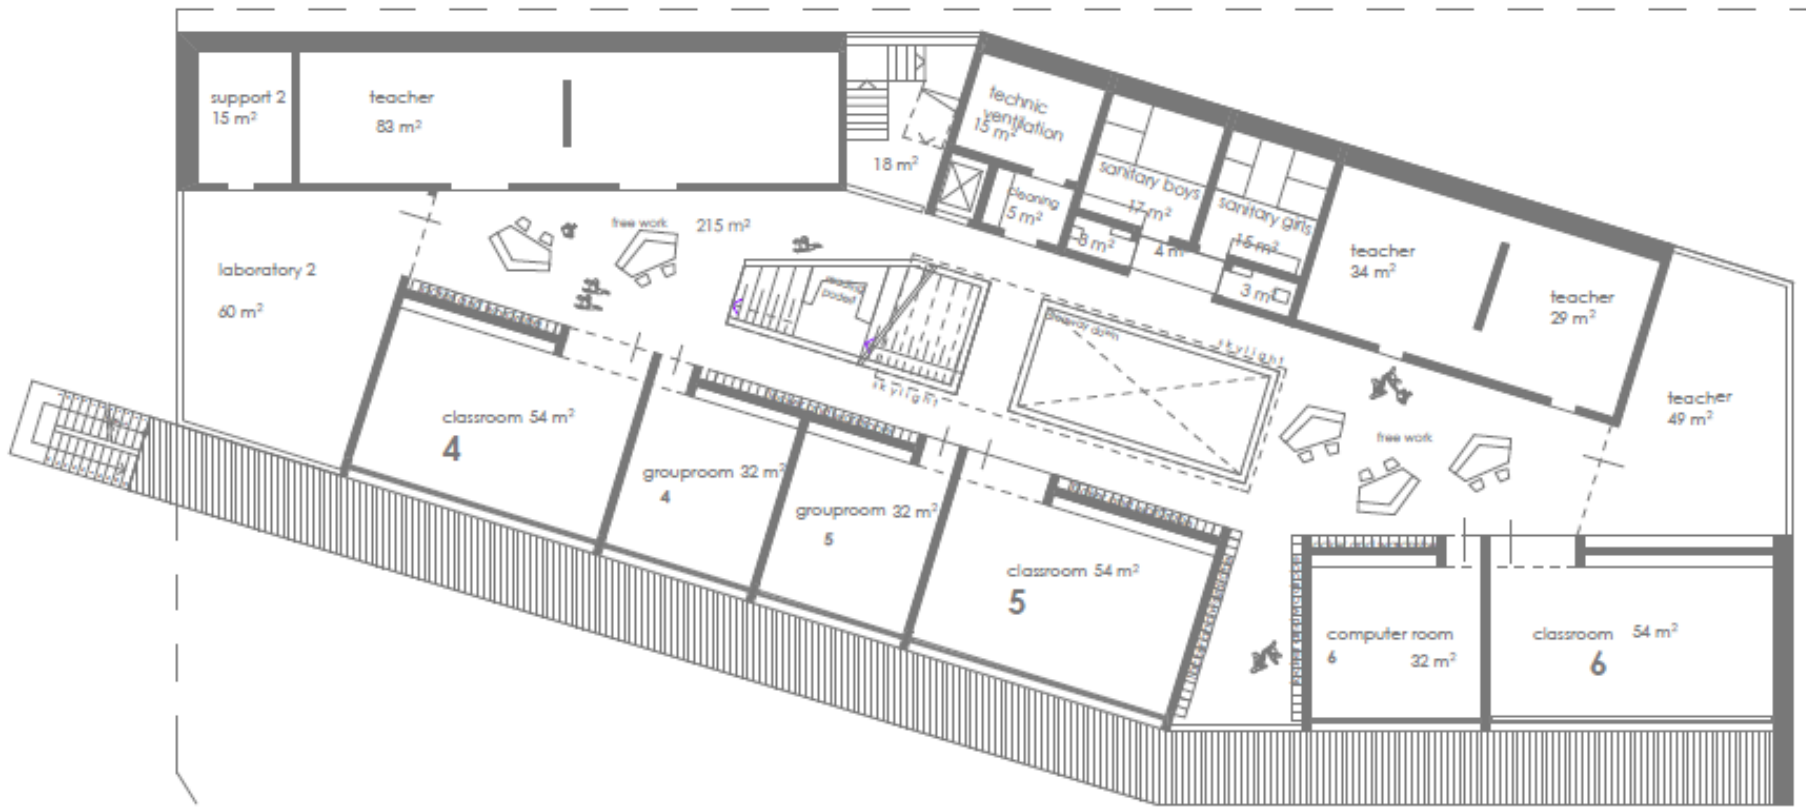 support 2
15 m²
teacher
83 m²
18 m²
technic
ventilation
15 m²
cleaning
5 m²
sanitary boys
17 m²
sanitary girls
15 m²
8 m²
4 m²
3 m²
teacher
34 m²
teacher
29 m²
teacher
49 m²
free work
215 m²
laboratory 2
60 m²
reading
skylight
skylight
free work
classroom 54 m²
4
grouproom 32 m²
4
grouproom 32 m²
5
classroom 54 m²
5
computer room
6
32 m²
classroom 54 m²
6